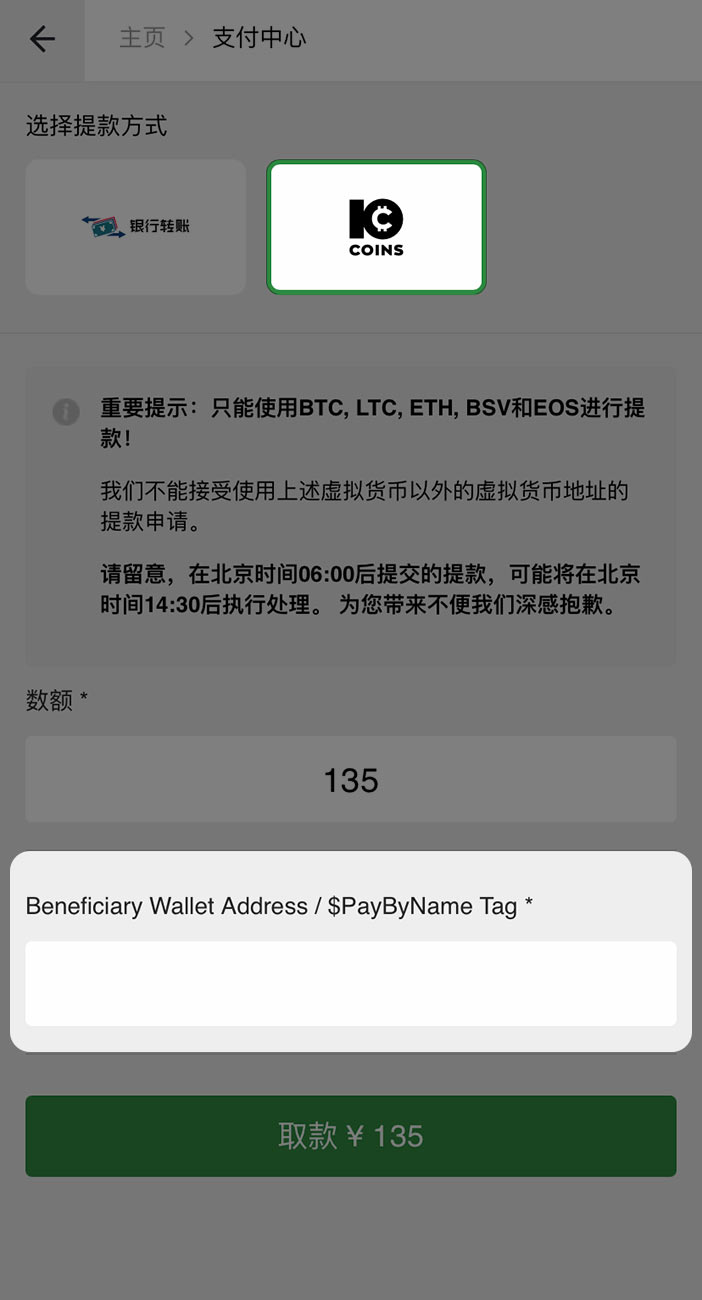 主页 > 支付中心
选择提款方式
银行转账
10
COINS
重要提示：只能使用BTC, LTC, ETH, BSV和EOS进行提
款！
我们不能接受使用上述虚拟货币以外的虚拟货币地址的
提款申请。
请留意，在北京时间06:00后提交的提款，可能将在北京
时间14:30后执行处理。 为您带来不便我们深感抱歉。
数额 *
135
Beneficiary Wallet Address / $PayByName Tag *
取款 ¥ 135